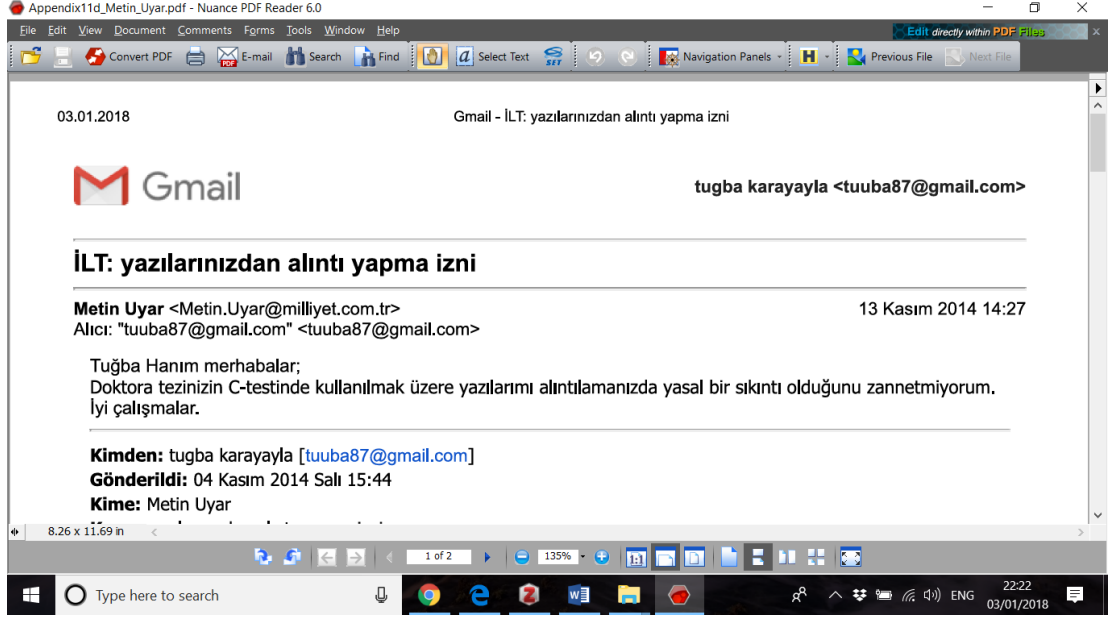 Appendix11d_Metin_Uyar.pdf - Nuance PDF Reader 6.0
File Edit View Document Comments Forms Tools Window Help
Edit directly within PDF Files
Convert PDF E-mail Search Find Select Text Navigation Panels Previous File Next File
03.01.2018 Gmail - İLT: yazılarınızdan alıntı yapma izni
Gmail tugba karayayla <tuuba87@gmail.com>
İLT: yazılarınızdan alıntı yapma izni
Metin Uyar <Metin.Uyar@milliyet.com.tr> 13 Kasım 2014 14:27
Alıcı: "tuuba87@gmail.com" <tuuba87@gmail.com>
Tuğba Hanım merhabalar;
Doktora tezinizin C-testinde kullanılmak üzere yazılarımı alıntılamanızda yasal bir sıkıntı olduğunu zannetmiyorum.
İyi çalışmalar.
Kimden: tugba karayayla [tuuba87@gmail.com]
Gönderildi: 04 Kasım 2014 Salı 15:44
Kime: Metin Uyar
8.26 x 11.69 in
1 of 2 135%
Type here to search ENG 22:22
03/01/2018